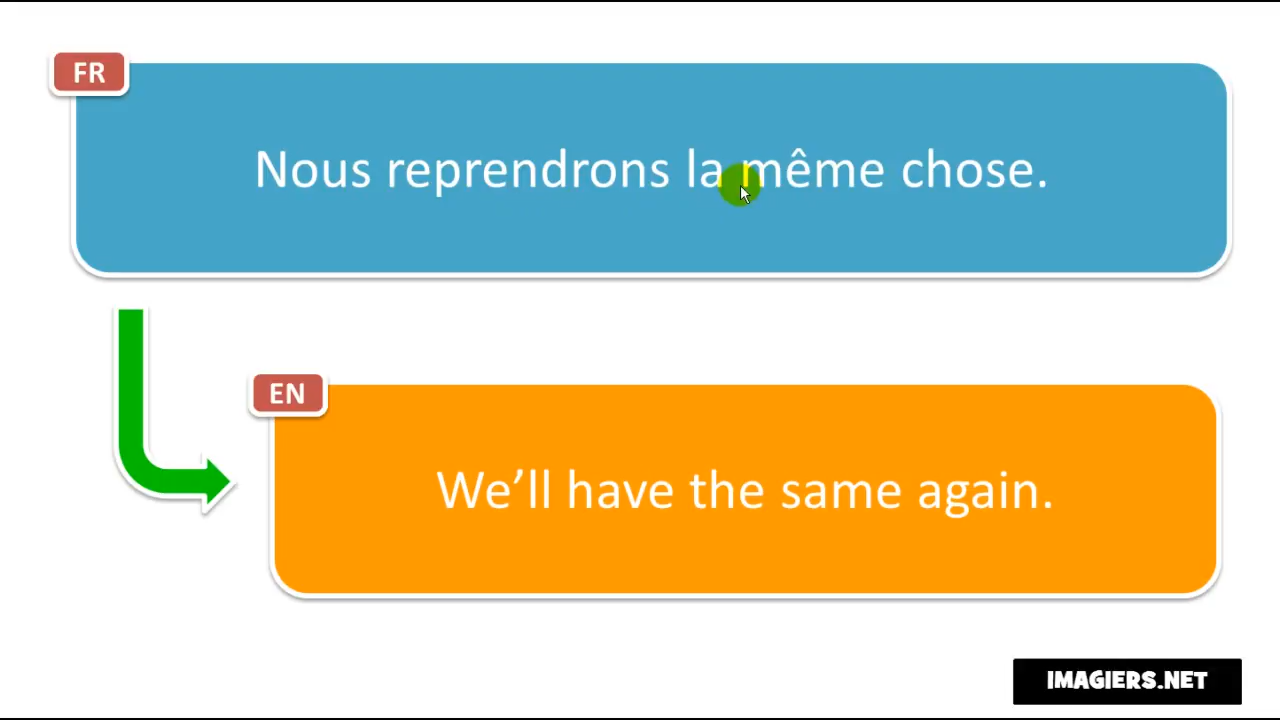 FR
Nous reprendrons la même chose.
EN
We’ll have the same again.
IMAGIERS.NET